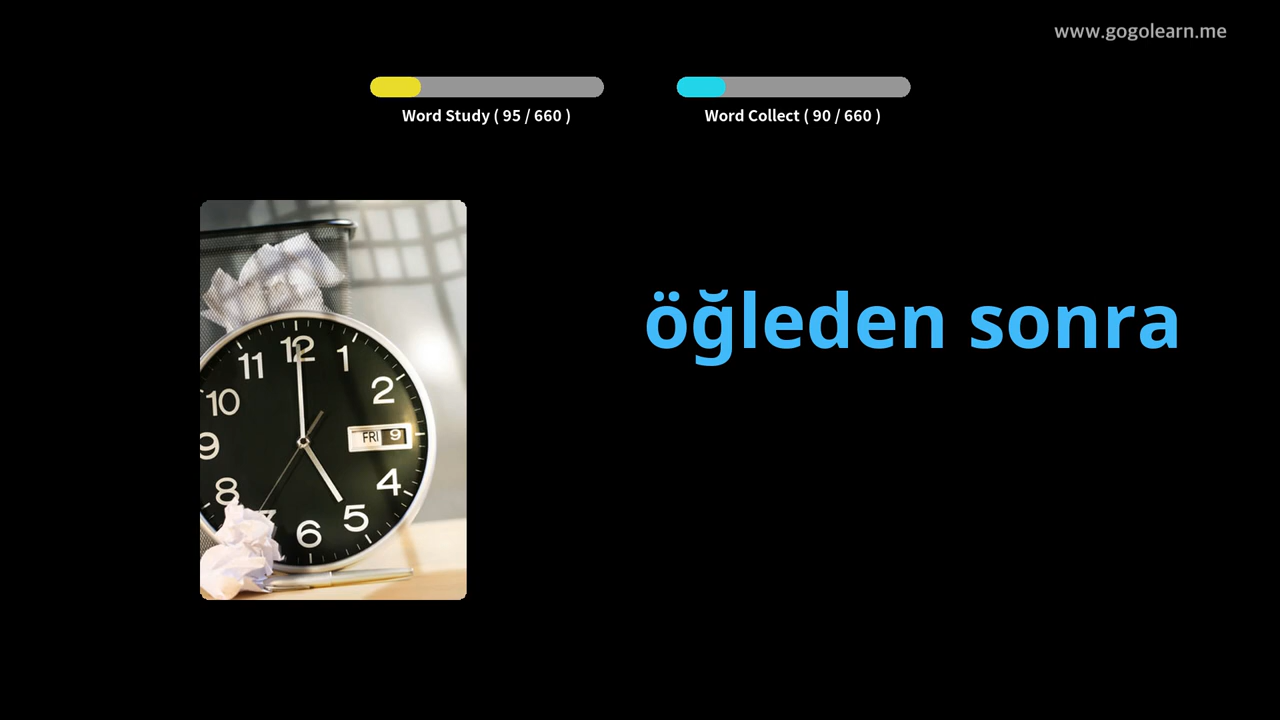 www.gogolearn.me
Word Study ( 95 / 660 )
Word Collect ( 90 / 660 )
öğleden sonra
12
11
1
10
2
9
FRI 9
8
4
7
5
6